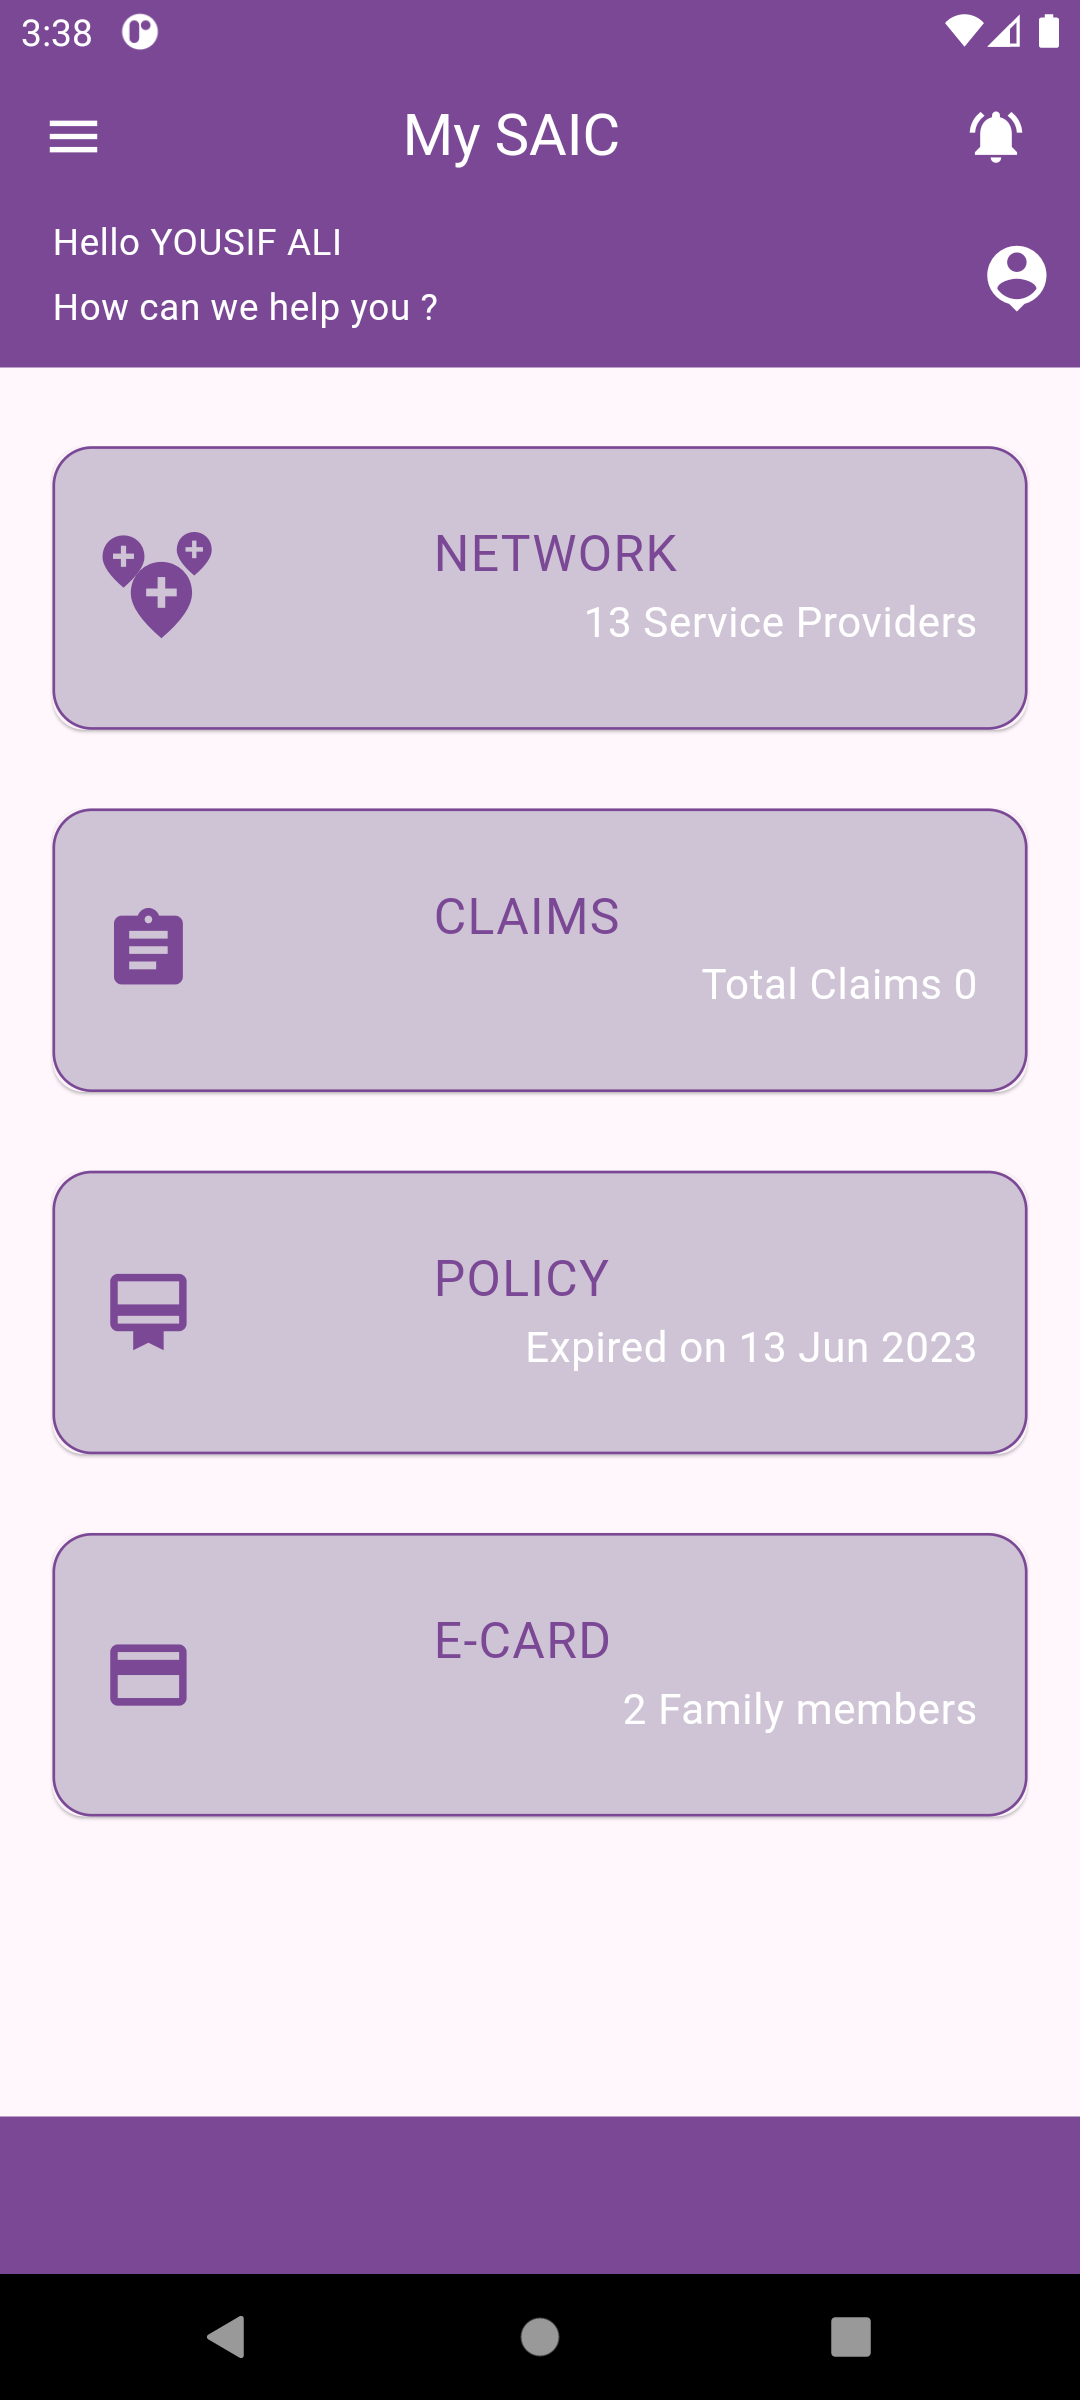 3:38
My SAIC
Hello YOUSIF ALI
How can we help you ?
NETWORK
13 Service Providers
CLAIMS
Total Claims 0
POLICY
Expired on 13 Jun 2023
E-CARD
2 Family members